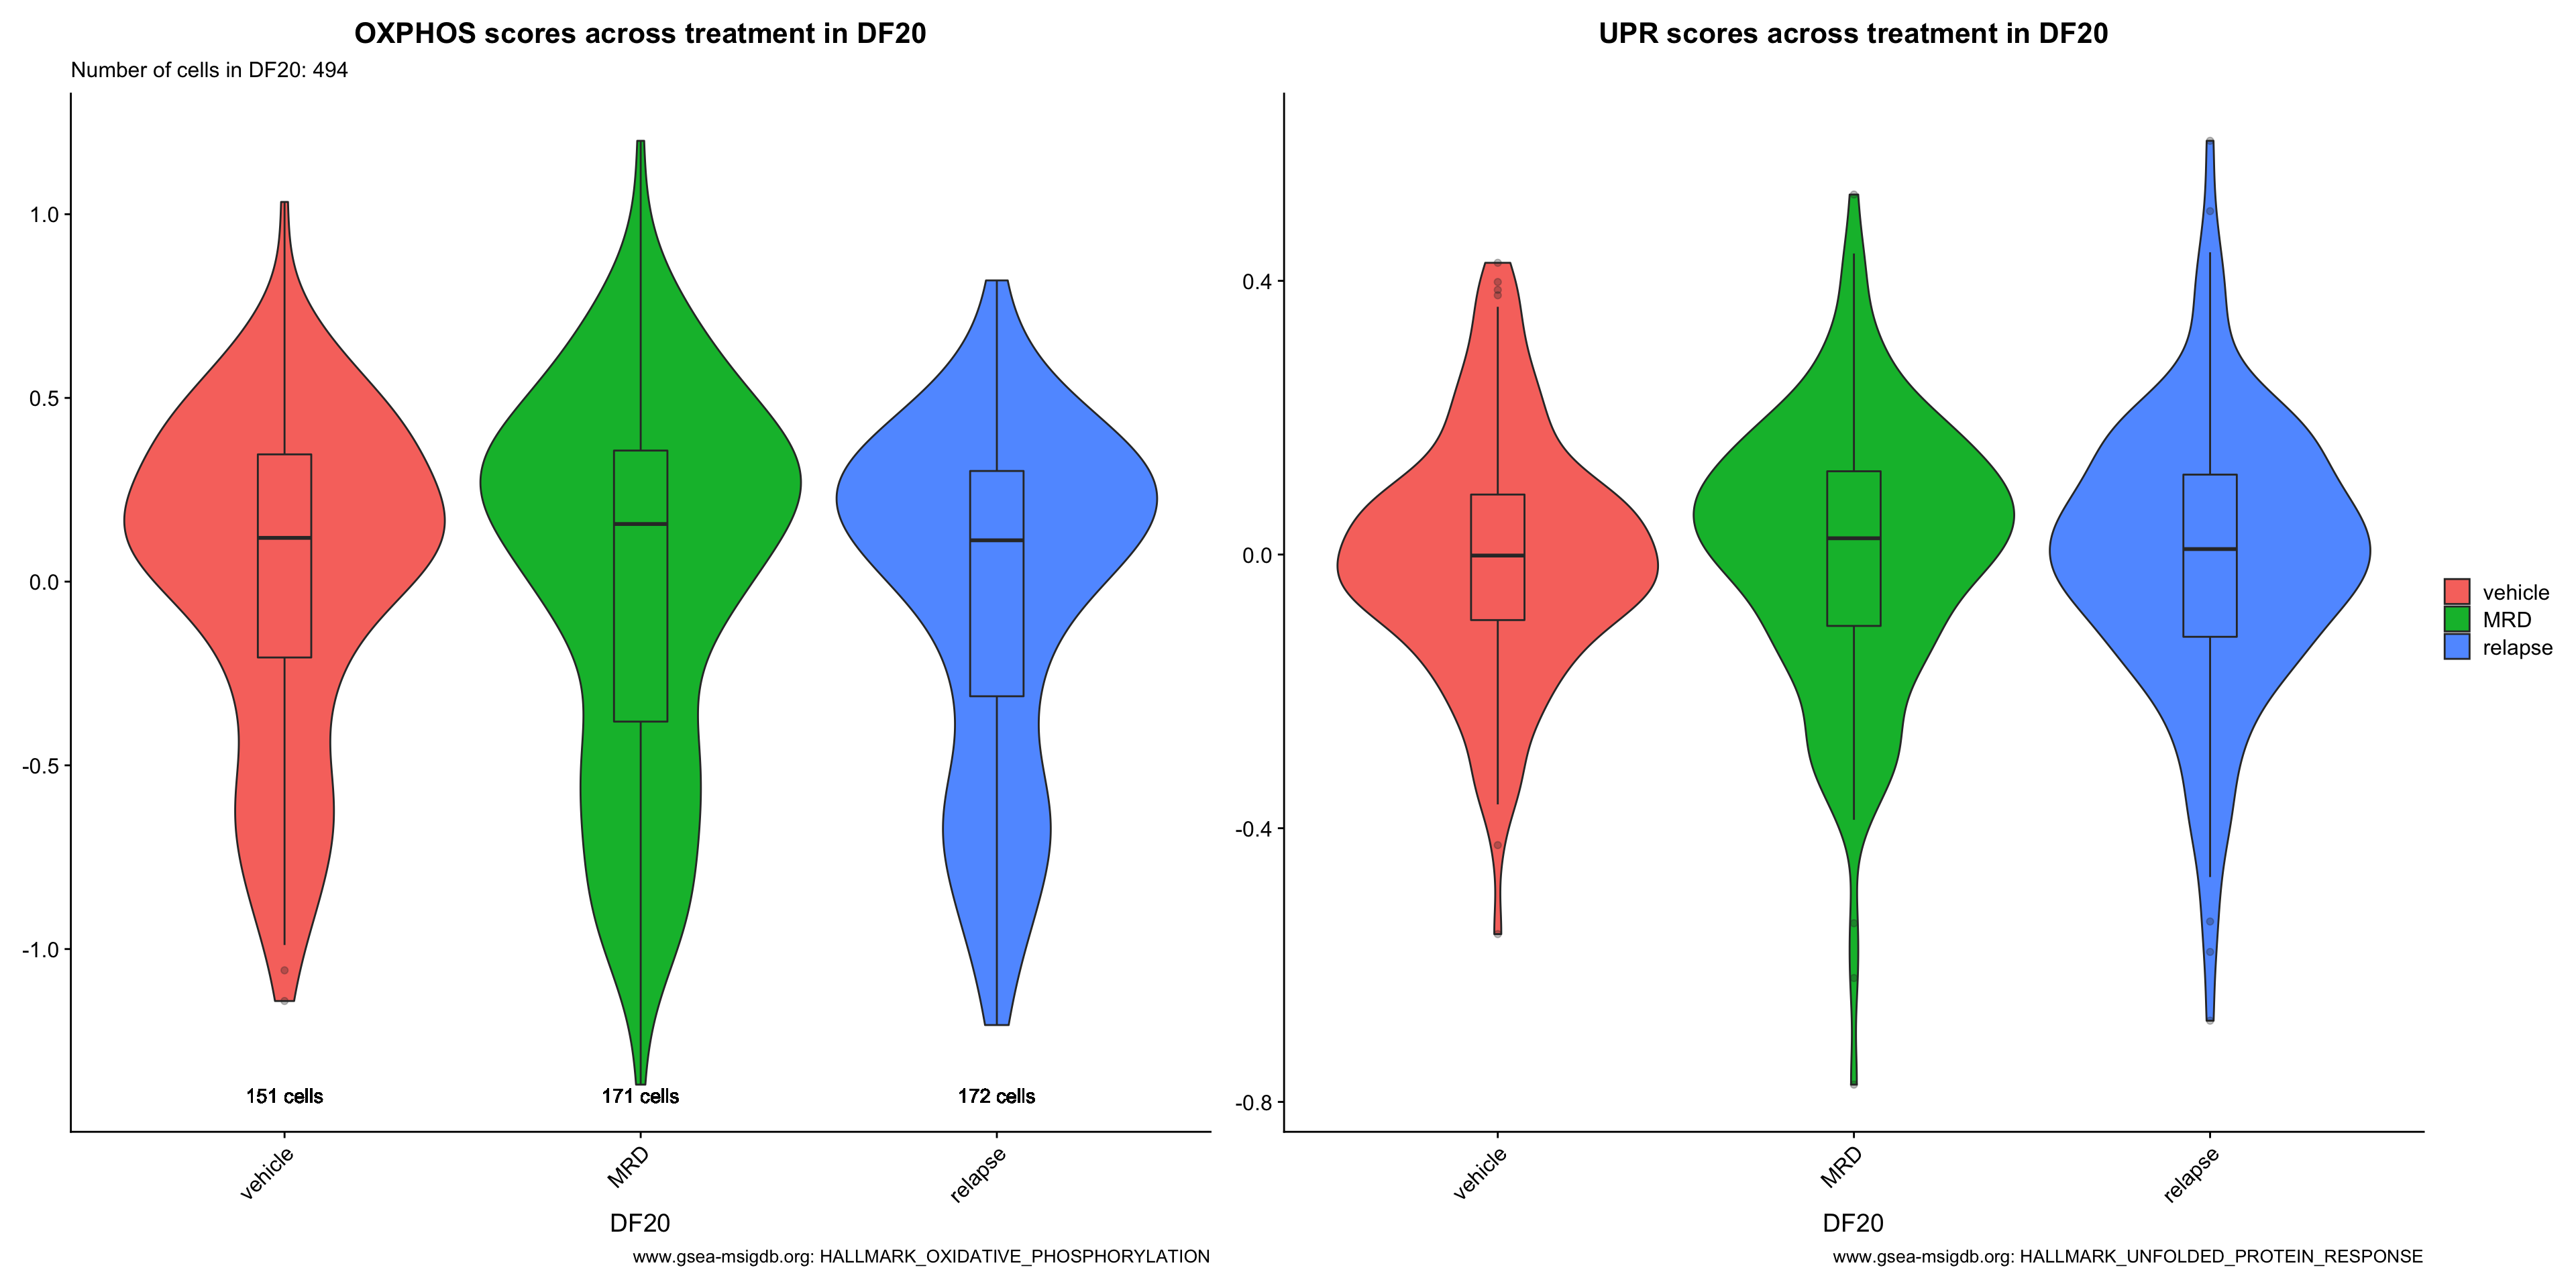 OXPHOS scores across treatment in DF20
Number of cells in DF20: 494
1.0
0.5
0.0
-0.5
-1.0
151 cells
171 cells
172 cells
vehicle
MRD
relapse
DF20
www.gsea-msigdb.org: HALLMARK_OXIDATIVE_PHOSPHORYLATION
UPR scores across treatment in DF20
0.4
0.0
-0.4
-0.8
vehicle
MRD
relapse
DF20
www.gsea-msigdb.org: HALLMARK_UNFOLDED_PROTEIN_RESPONSE
vehicle
MRD
relapse